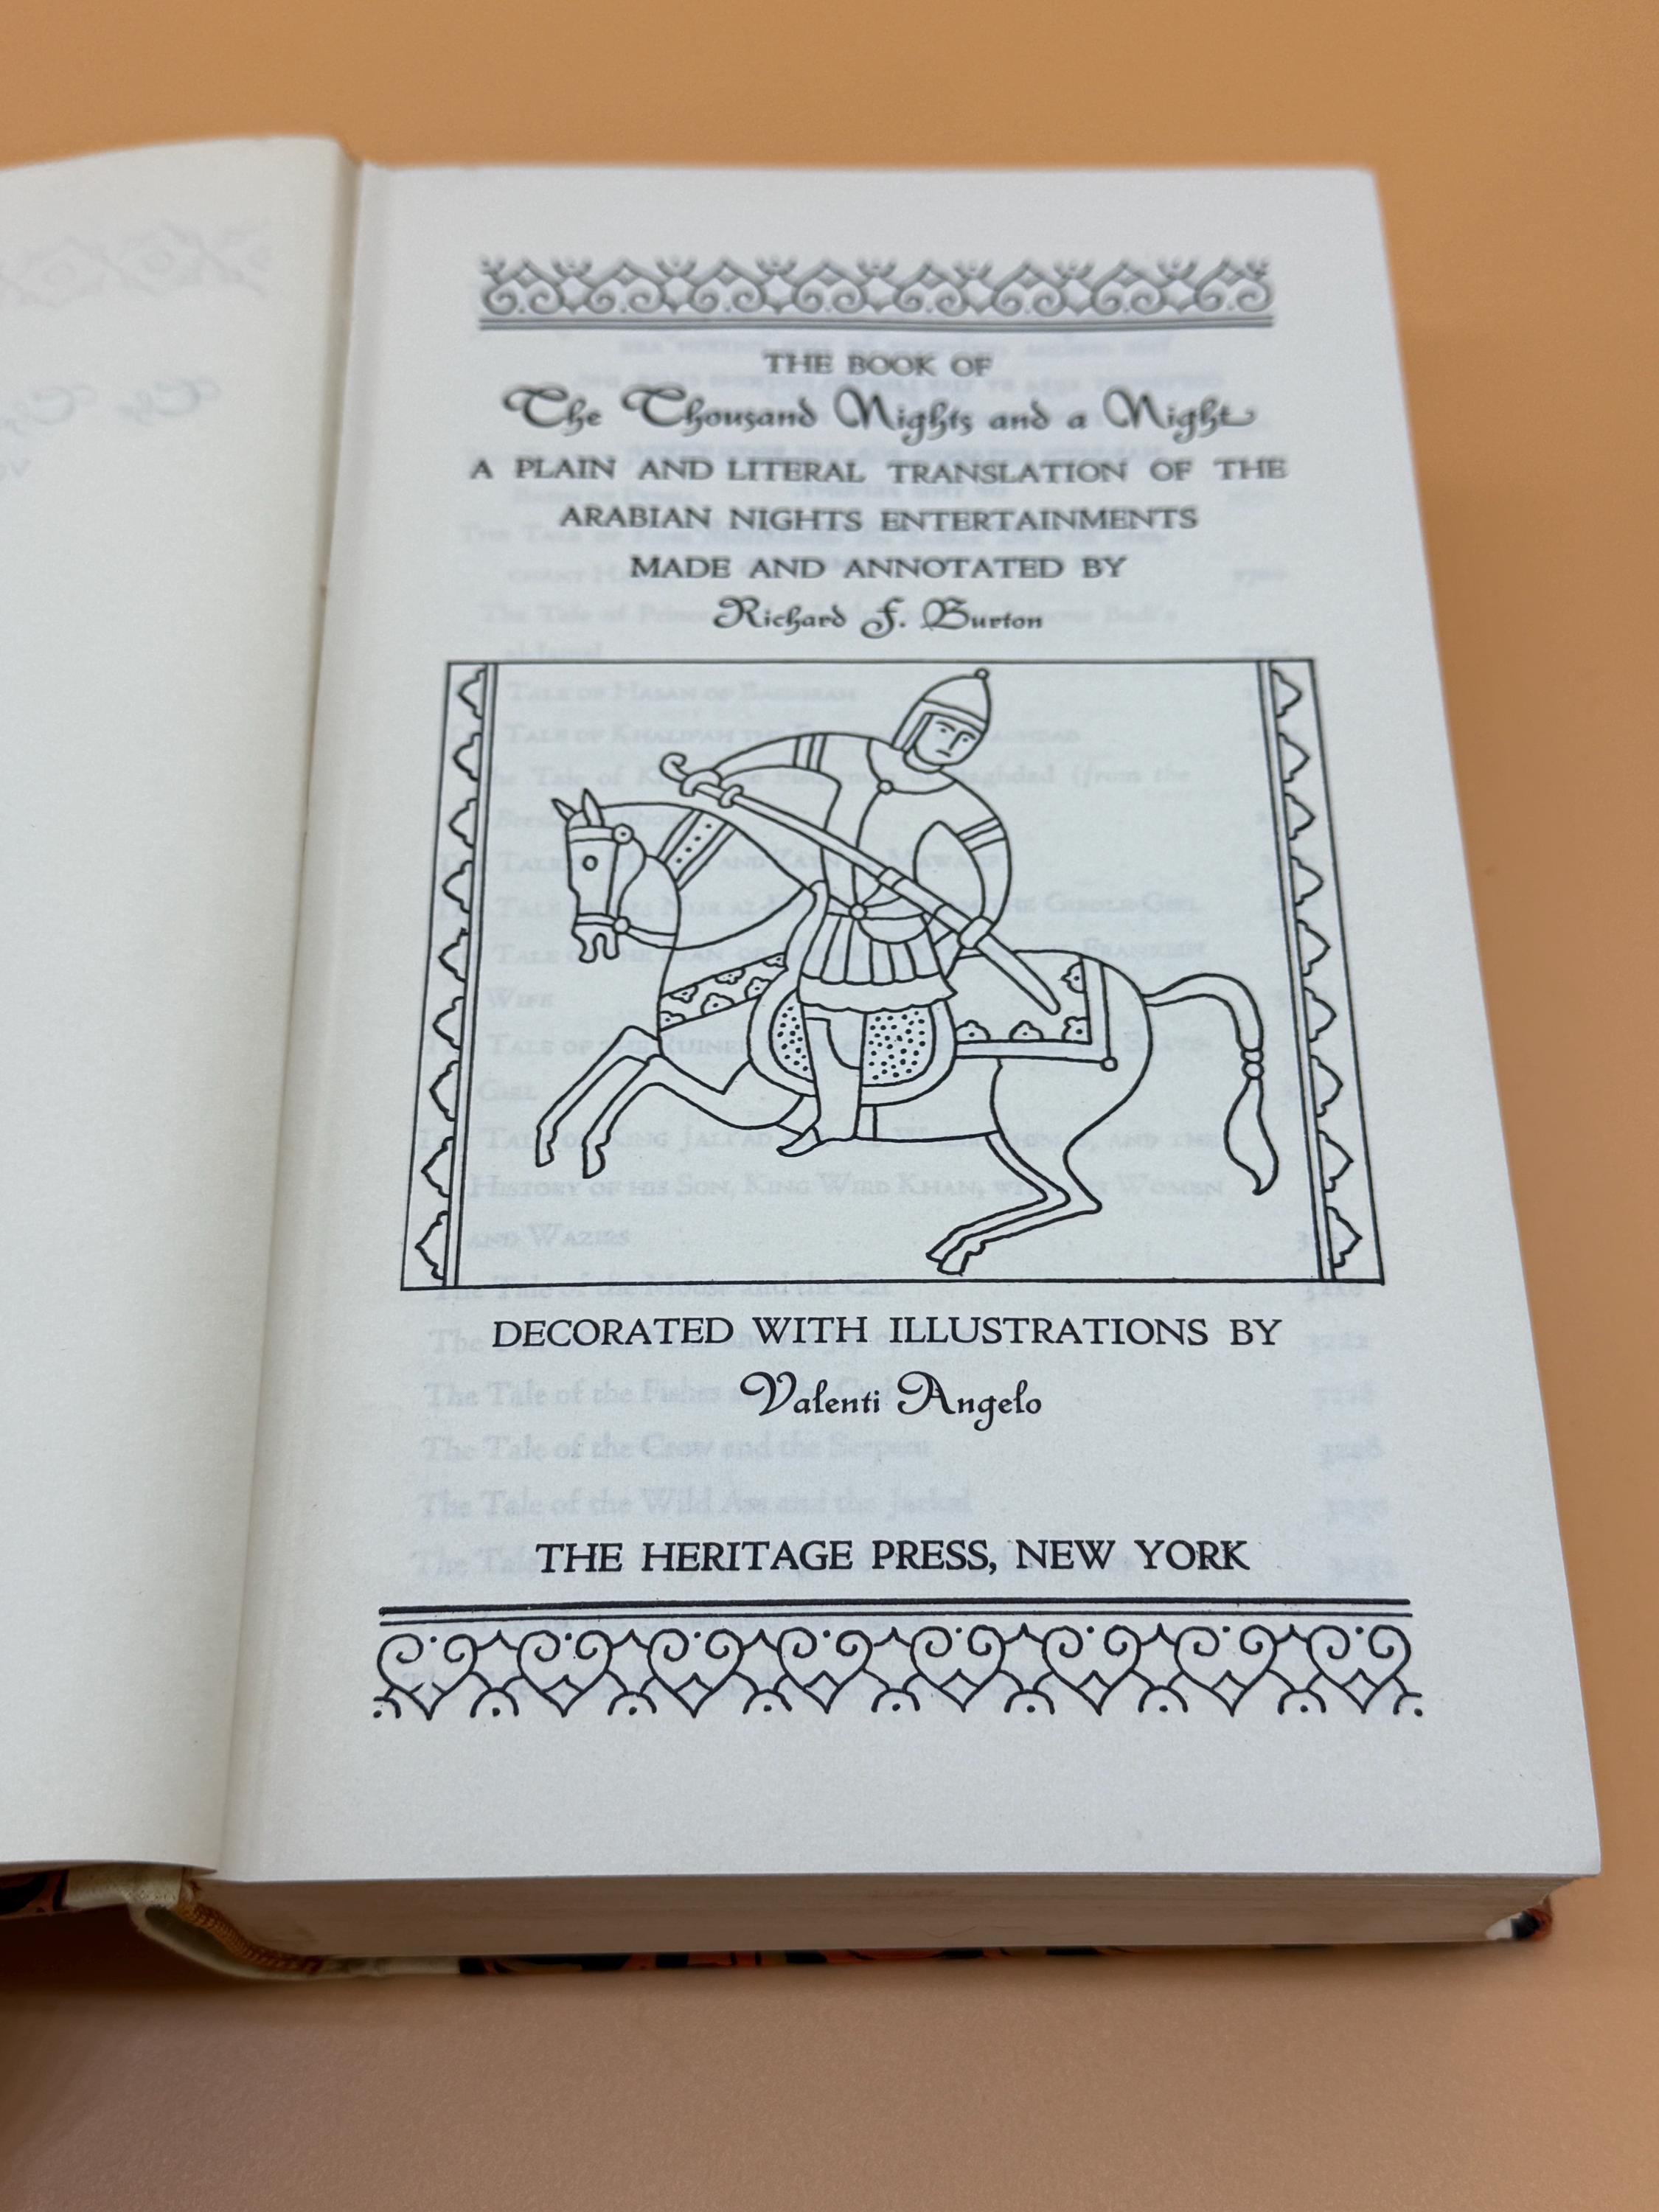 THE BOOK OF
The Thousand Nights and a Night
A PLAIN AND LITERAL TRANSLATION OF THE
ARABIAN NIGHTS ENTERTAINMENTS
MADE AND ANNOTATED BY
Richard F. Burton
DECORATED WITH ILLUSTRATIONS BY
Valenti Angelo
THE HERITAGE PRESS, NEW YORK